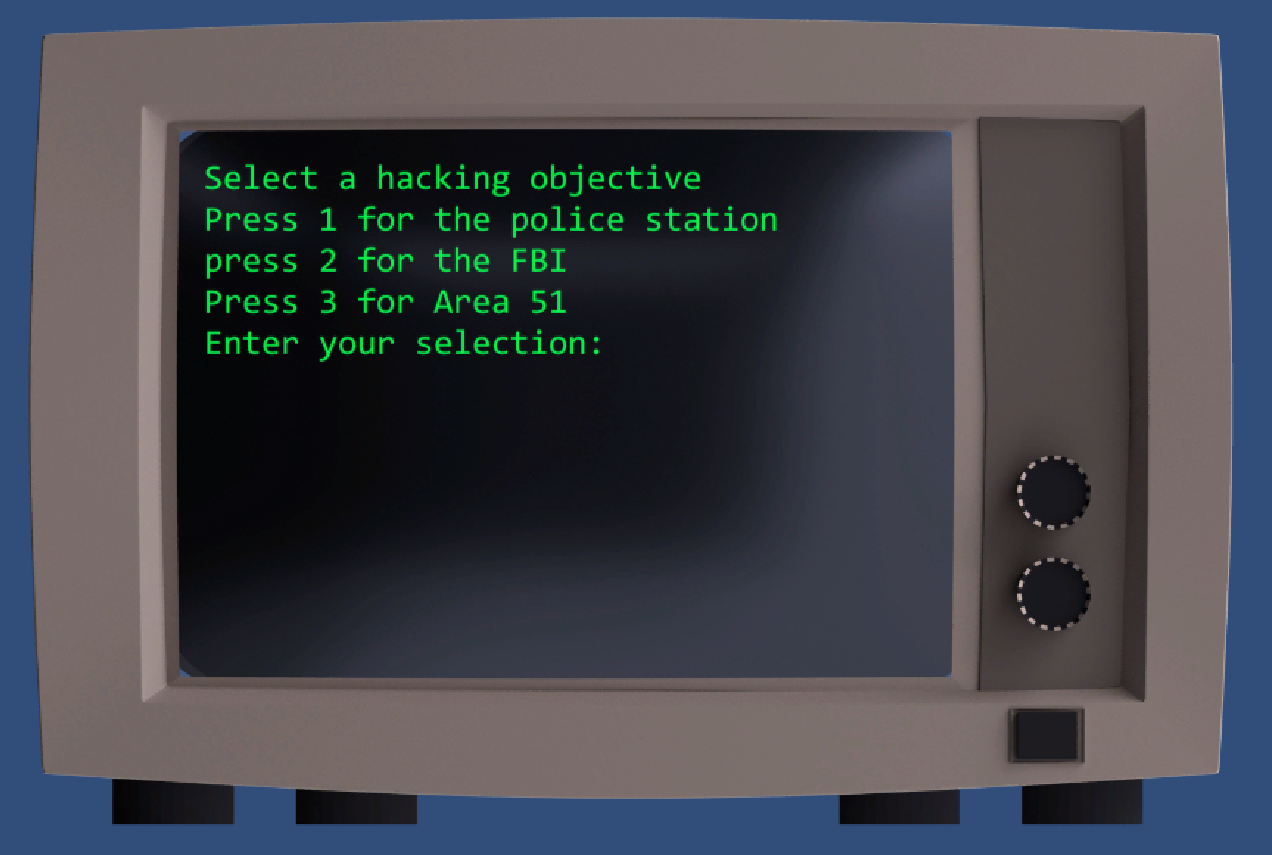 Select a hacking objective
Press 1 for the police station
press 2 for the FBI
Press 3 for Area 51
Enter your selection: